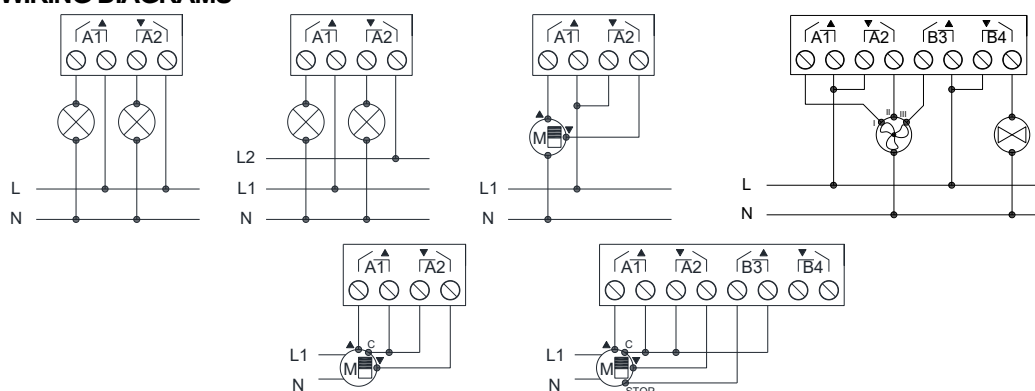 WIRING DIAGRAMS
A1 A2
L
N
A1 A2
L2
L1
N
A1 A2
M
L1
N
A1 A2 B3 B4
I II III
L
N
A1 A2
C
L1
M
N
A1 A2 B3 B4
C
L1
M
N
STOP